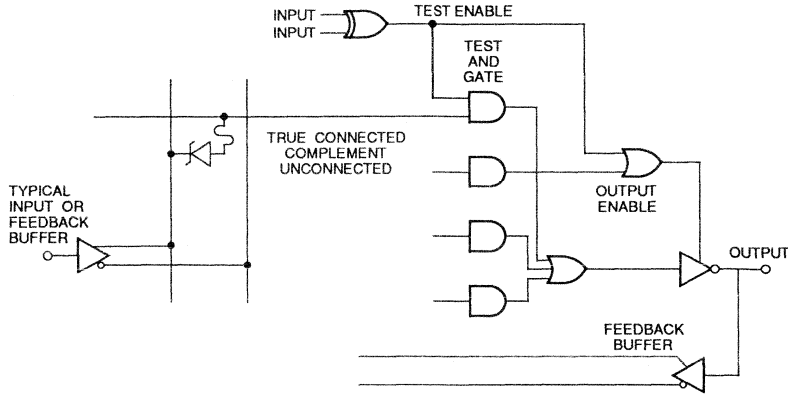 INPUT
INPUT
TEST ENABLE
TEST
AND
GATE
TRUE CONNECTED
COMPLEMENT
UNCONNECTED
TYPICAL
INPUT OR
FEEDBACK
BUFFER
OUTPUT
ENABLE
OUTPUT
FEEDBACK
BUFFER